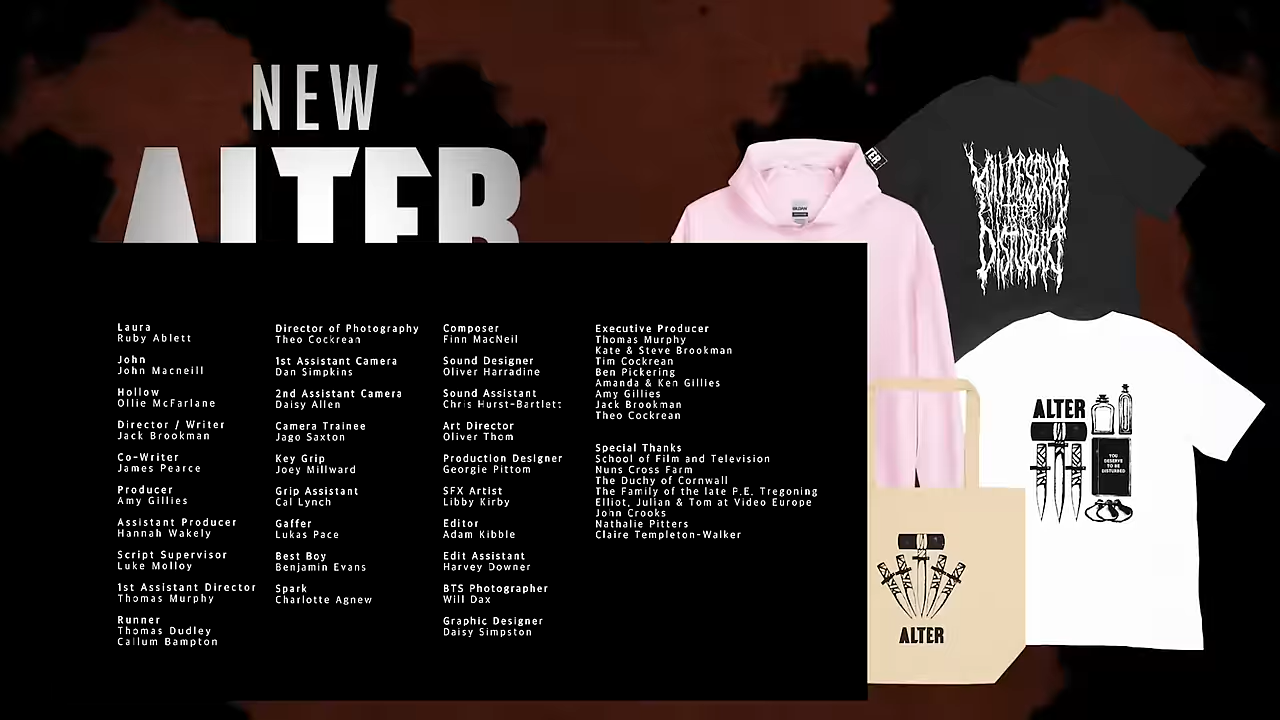 NEW
ALTER
TER
YOU DESERVE
TO BE
DISTURBED
ALTER
YOU
DESERVE
TO BE
DISTURBED
ALTER
Laura
Ruby Ablett
John
John Macneill
Hollow
Ollie McFarlane
Director / Writer
Jack Brookman
Co-Writer
James Pearce
Producer
Amy Gillies
Assistant Producer
Hannah Wakely
Script Supervisor
Luke Molloy
1st Assistant Director
Thomas Murphy
Runner
Thomas Dudley
Callum Bampton
Director of Photography
Theo Cockrean
1st Assistant Camera
Dan Simpkins
2nd Assistant Camera
Daisy Allen
Camera Trainee
Jago Saxton
Key Grip
Joey Millward
Grip Assistant
Cal Lynch
Gaffer
Lukas Pace
Best Boy
Benjamin Evans
Spark
Charlotte Agnew
Composer
Finn MacNeil
Sound Designer
Oliver Harradine
Sound Assistant
Chris Hurst-Bartlett
Art Director
Oliver Thom
Production Designer
Georgie Pittom
SFX Artist
Libby Kirby
Editor
Adam Kibble
Edit Assistant
Harvey Downer
BTS Photographer
Will Dax
Graphic Designer
Daisy Simpston
Executive Producer
Thomas Murphy
Kate & Steve Brookman
Tim Cockrean
Ben Pickering
Amanda & Ken Gillies
Amy Gillies
Jack Brookman
Theo Cockrean
Special Thanks
School of Film and Television
Nuns Cross Farm
The Duchy of Cornwall
The Family of the late P.E. Tregoning
Elliot, Julian & Tom at Video Europe
John Crooks
Nathalie Pitters
Claire Templeton-Walker